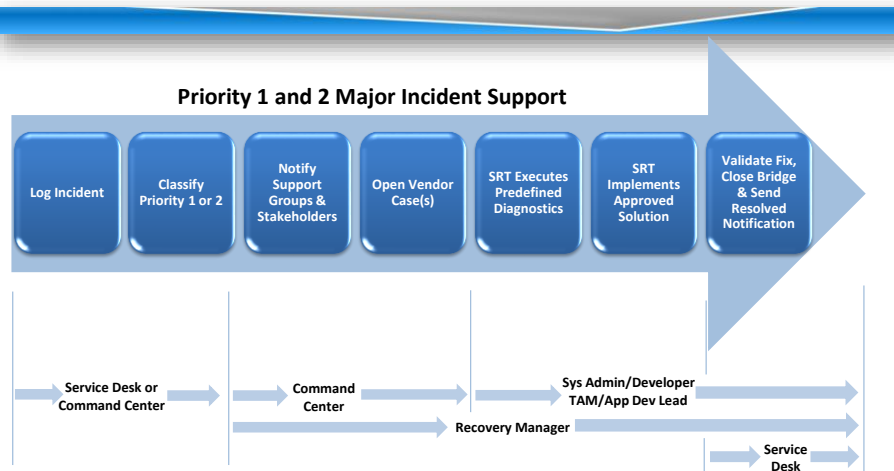 Priority 1 and 2 Major Incident Support
Log Incident
Classify
Priority 1 or 2
Notify
Support
Groups &
Stakeholders
Open Vendor
Case(s)
SRT Executes
Predefined
Diagnostics
SRT
Implements
Approved
Solution
Validate Fix,
Close Bridge
& Send
Resolved
Notification
Service Desk or
Command Center
Command
Center
Sys Admin/Developer
TAM/App Dev Lead
Recovery Manager
Service
Desk